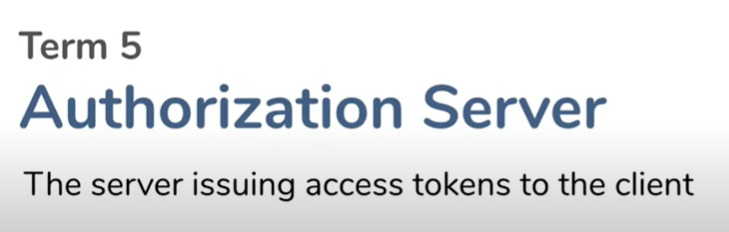 Term 5
Authorization Server
The server issuing access tokens to the client